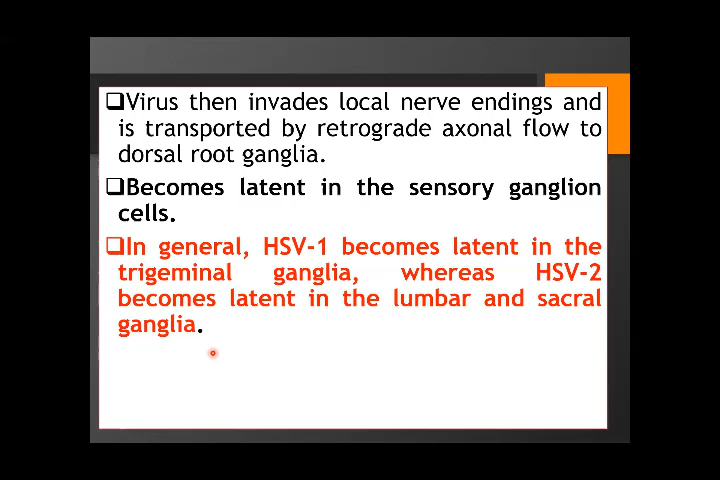 ❑Virus then invades local nerve endings and
is transported by retrograde axonal flow to
dorsal root ganglia.
❑Becomes latent in the sensory ganglion
cells.
❑In general, HSV-1 becomes latent in the
trigeminal ganglia, whereas HSV-2
becomes latent in the lumbar and sacral
ganglia.